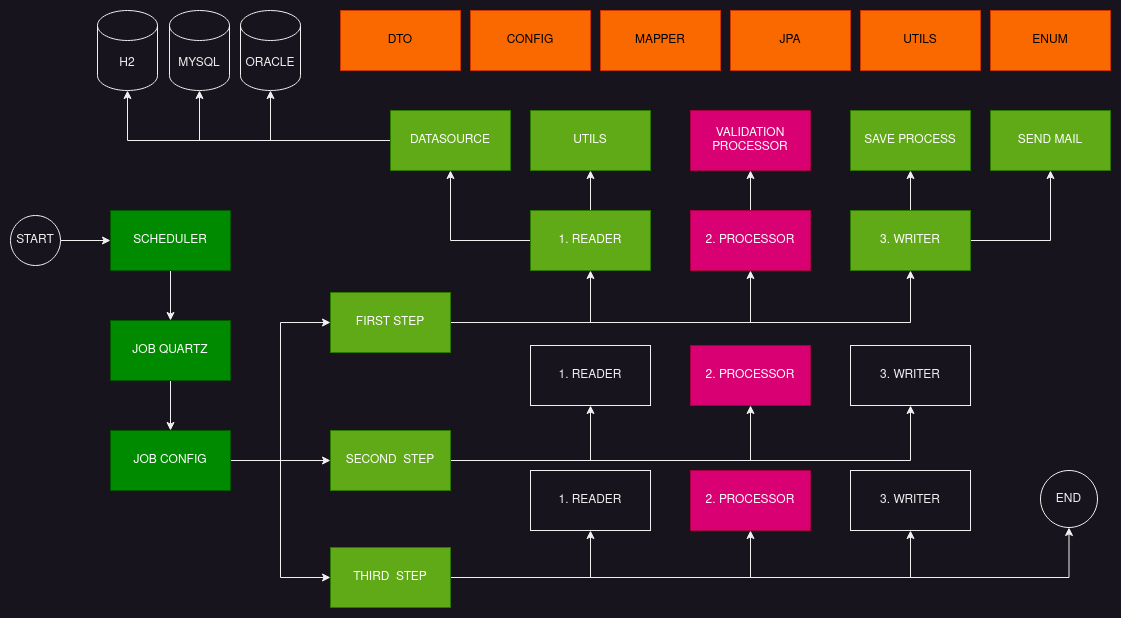 H2
MYSQL
ORACLE
DTO
CONFIG
MAPPER
JPA
UTILS
ENUM
DATASOURCE
UTILS
VALIDATION
PROCESSOR
SAVE PROCESS
SEND MAIL
START
SCHEDULER
1. READER
2. PROCESSOR
3. WRITER
JOB QUARTZ
FIRST STEP
1. READER
2. PROCESSOR
3. WRITER
JOB CONFIG
SECOND  STEP
1. READER
2. PROCESSOR
3. WRITER
END
THIRD  STEP